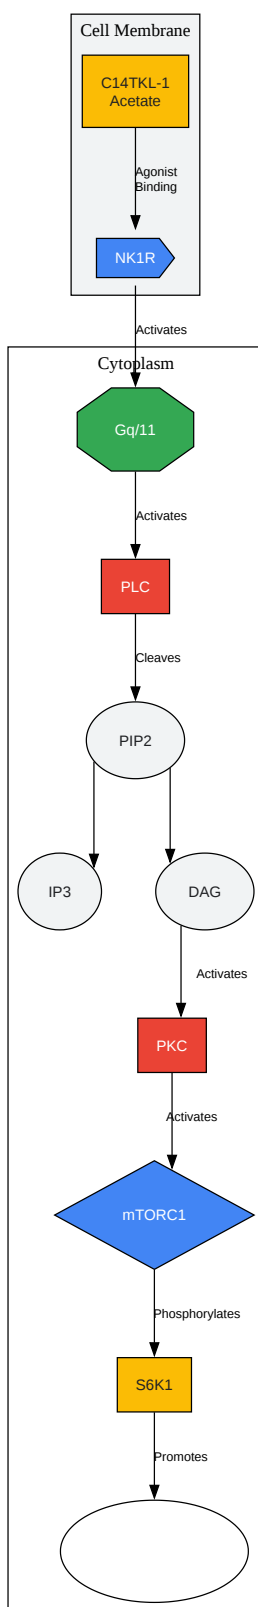 Cell Membrane
C14TKL-1
Acetate
Agonist
Binding
NK1R
Activates
Cytoplasm
Gq/11
Activates
PLC
Cleaves
PIP2
IP3
DAG
Activates
PKC
Activates
mTORC1
Phosphorylates
S6K1
Promotes